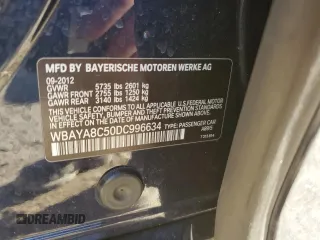 MFD BY BAYERISCHE MOTOREN WERKE AG
09-2012
GVWR 5735 lbs 2601 kg
GAWR FRONT 2755 lbs 1250 kg
GAWR REAR 3140 lbs 1424 kg
THIS VEHICLE CONFORMS TO ALL APPLICABLE
FEDERAL MOTOR VEHICLE SAFETY, BUMPER,
AND THEFT PREVENTION STANDARDS IN EFFECT
ON THE DATE OF MANUFACTURE SHOWN ABOVE.
WBAYA8C50DC996634 TYPE: PASSENGER CAR
DREAMBID